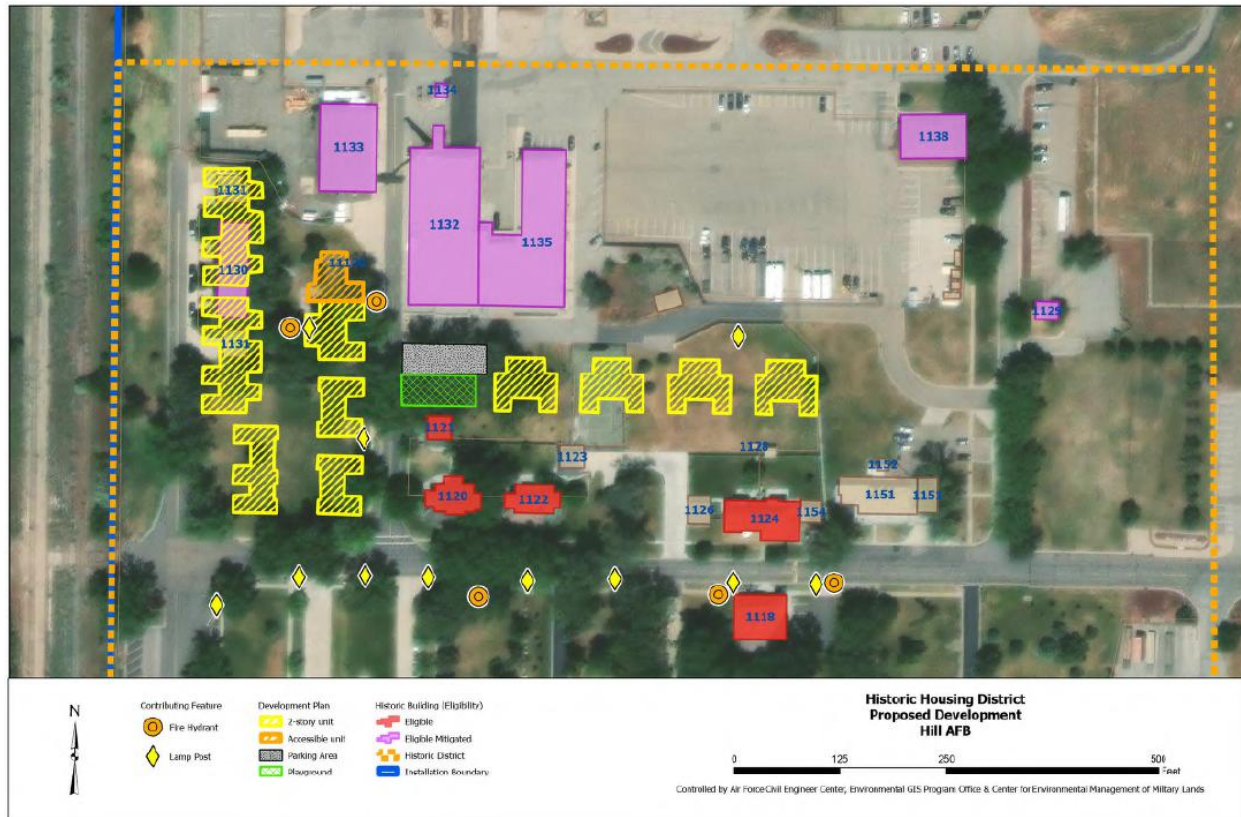 1134
1133
1138
1131
1132
1135
1130
1129
1131
1121
1123
1128
1152
1120
1122
1126
1124
1154
1151
1153
1118
N
Contributing Feature
Fire Hydrant
Lamp Post
Development Plan
2-story unit
Accessible unit
Parking Area
Playground
Historic Building (Eligibility)
Eligible
Eligible Mitigated
Historic District
Installation Boundary
Historic Housing District
Proposed Development
Hill AFB
0 125 250 500
Feet
Controlled by Air Force Civil Engineer Center, Environmental GIS Program Office & Center for Environmental Management of Military Lands